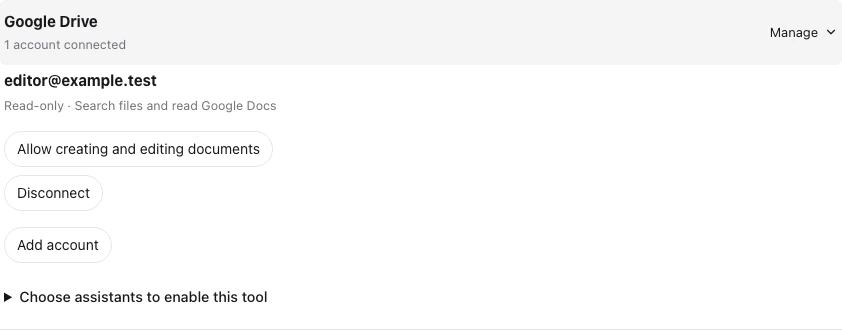 Google Drive
1 account connected
Manage
editor@example.test
Read-only · Search files and read Google Docs
Allow creating and editing documents
Disconnect
Add account
Choose assistants to enable this tool